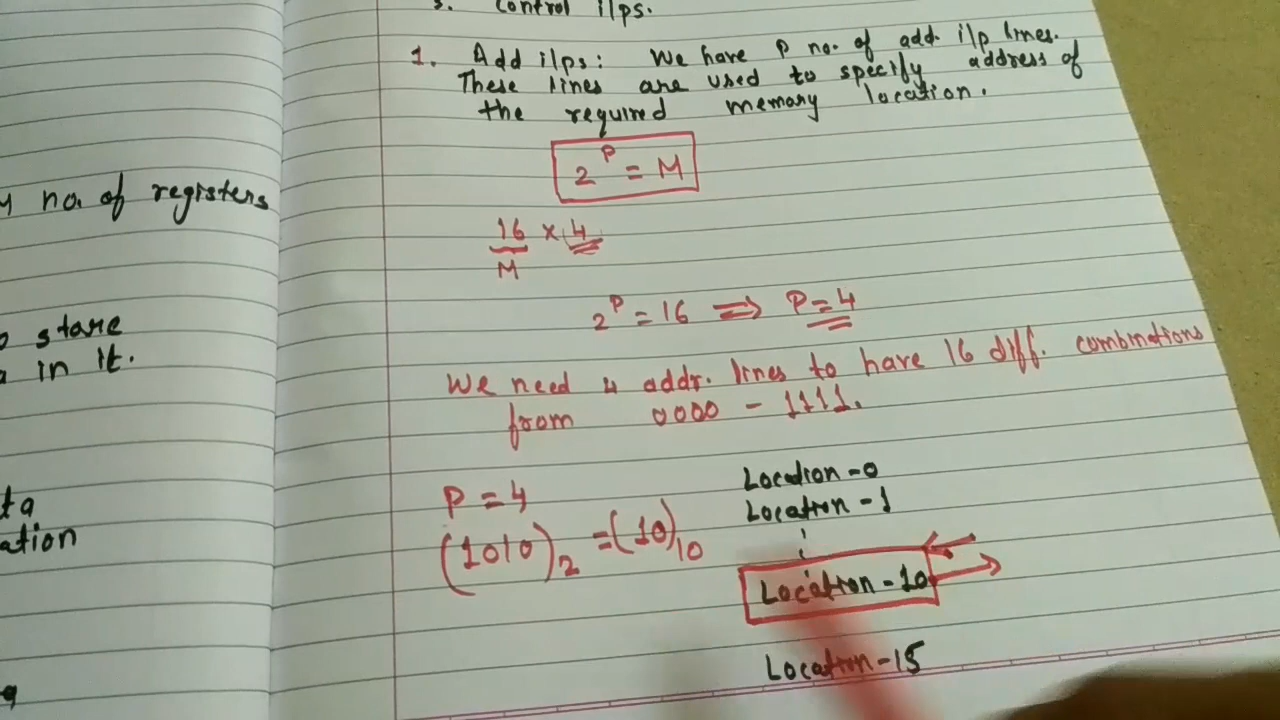 3. Control i/ps.
1. Add i/ps: We have p no. of add. i/p lines.
These lines are used to specify address of
the required memory location.
2^P = M
16 × 4
M
2^P = 16 ⇒ P = 4
We need 4 addr. lines to have 16 diff. combinations
from 0000 - 1111.
P = 4
(1010)₂ = (10)₁₀
Location - 0
Location - 1
Location - 10
Location - 15
no. of registers
store
in it.